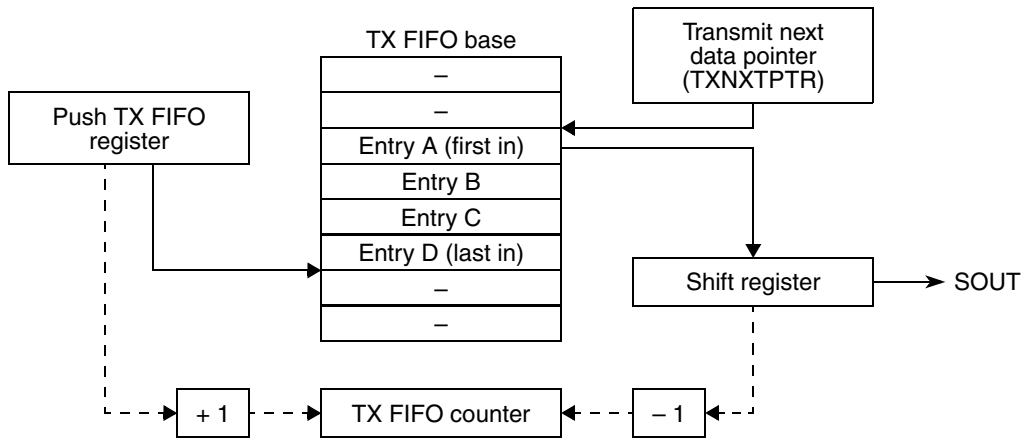 TX FIFO base
Transmit next
data pointer
(TXNXTPTR)
Push TX FIFO
register
–
–
Entry A (first in)
Entry B
Entry C
Entry D (last in)
–
–
Shift register
SOUT
+ 1
TX FIFO counter
– 1